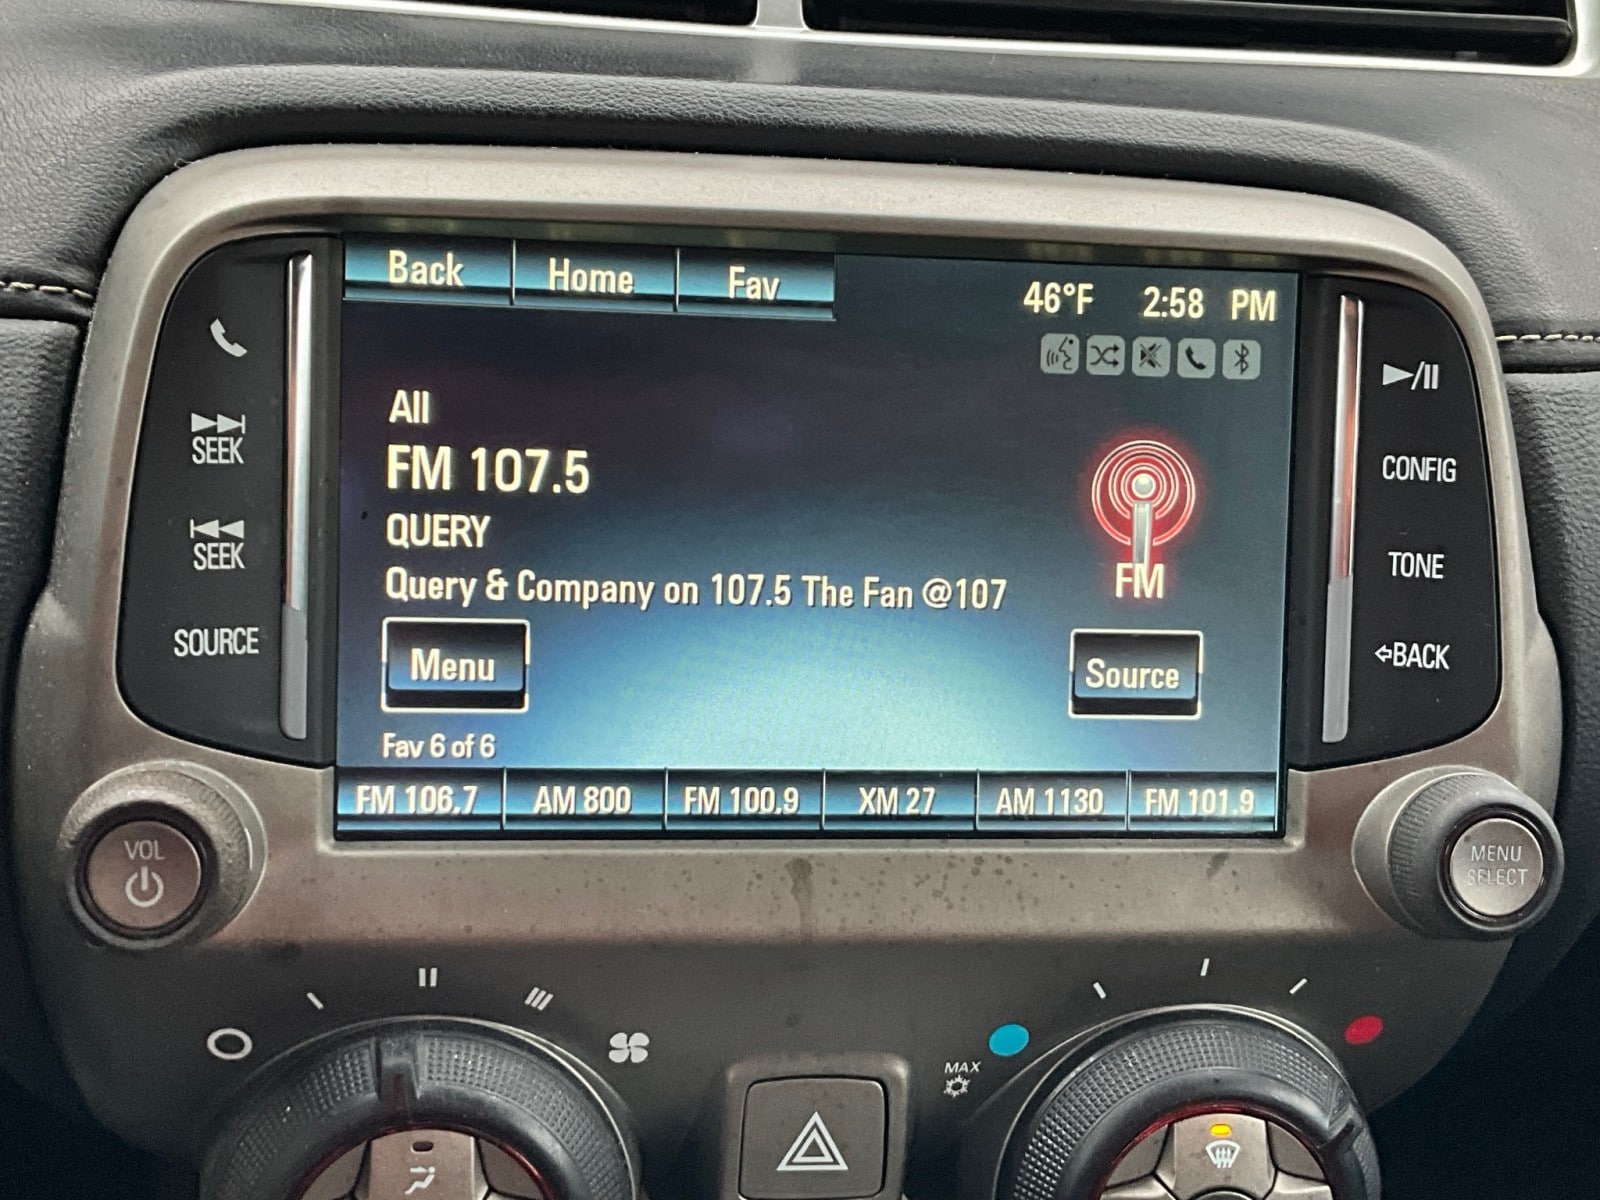 Back Home Fav 46°F 2:58 PM
All
FM 107.5
QUERY
Query & Company on 107.5 The Fan @107
FM
Menu Source
Fav 6 of 6
FM 106.7 AM 800 FM 100.9 XM 27 AM 1130 FM 101.9
SEEK
SEEK
SOURCE
CONFIG
TONE
BACK
VOL
MENU
SELECT
MAX